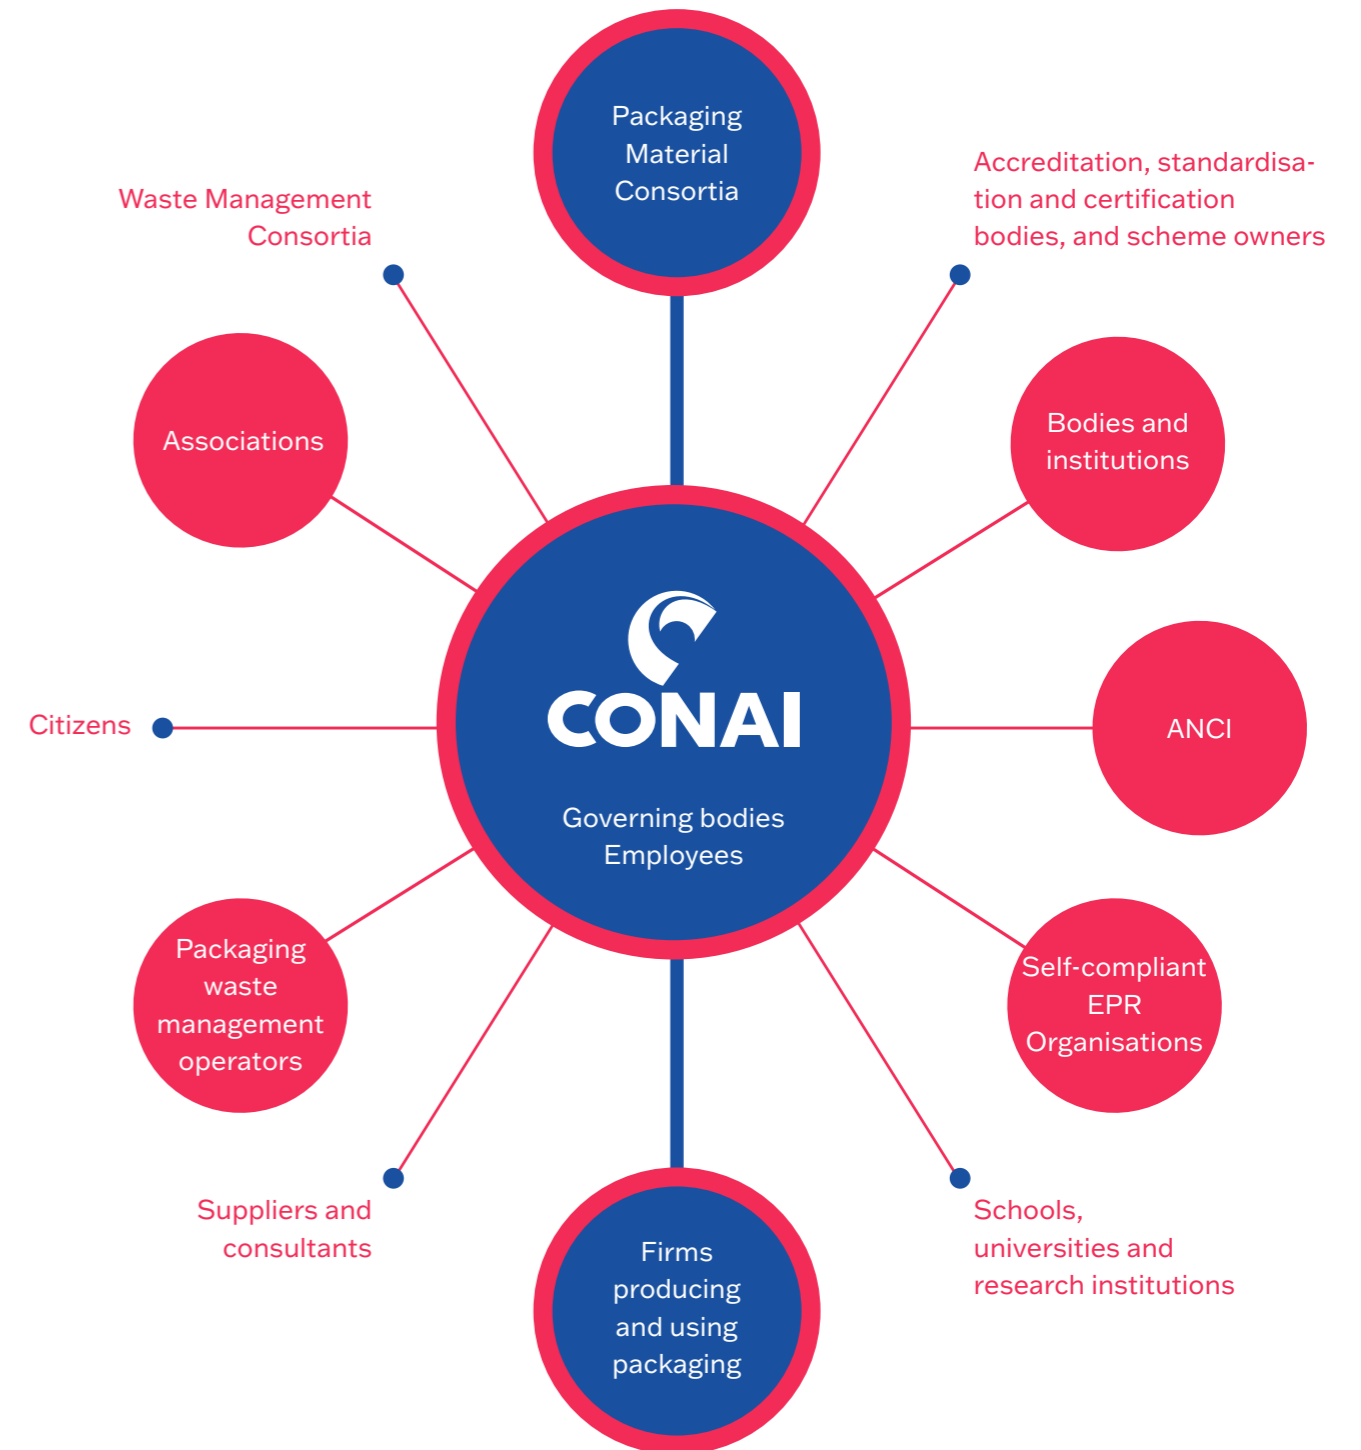 Packaging
Material
Consortia
Accreditation, standardisa-
tion and certification
bodies, and scheme owners
Waste Management
Consortia
Associations
Bodies and
institutions
CONAI
Governing bodies
Employees
Citizens
ANCI
Packaging
waste
management
operators
Self-compliant
EPR
Organisations
Suppliers and
consultants
Schools,
universities and
research institutions
Firms
producing
and using
packaging